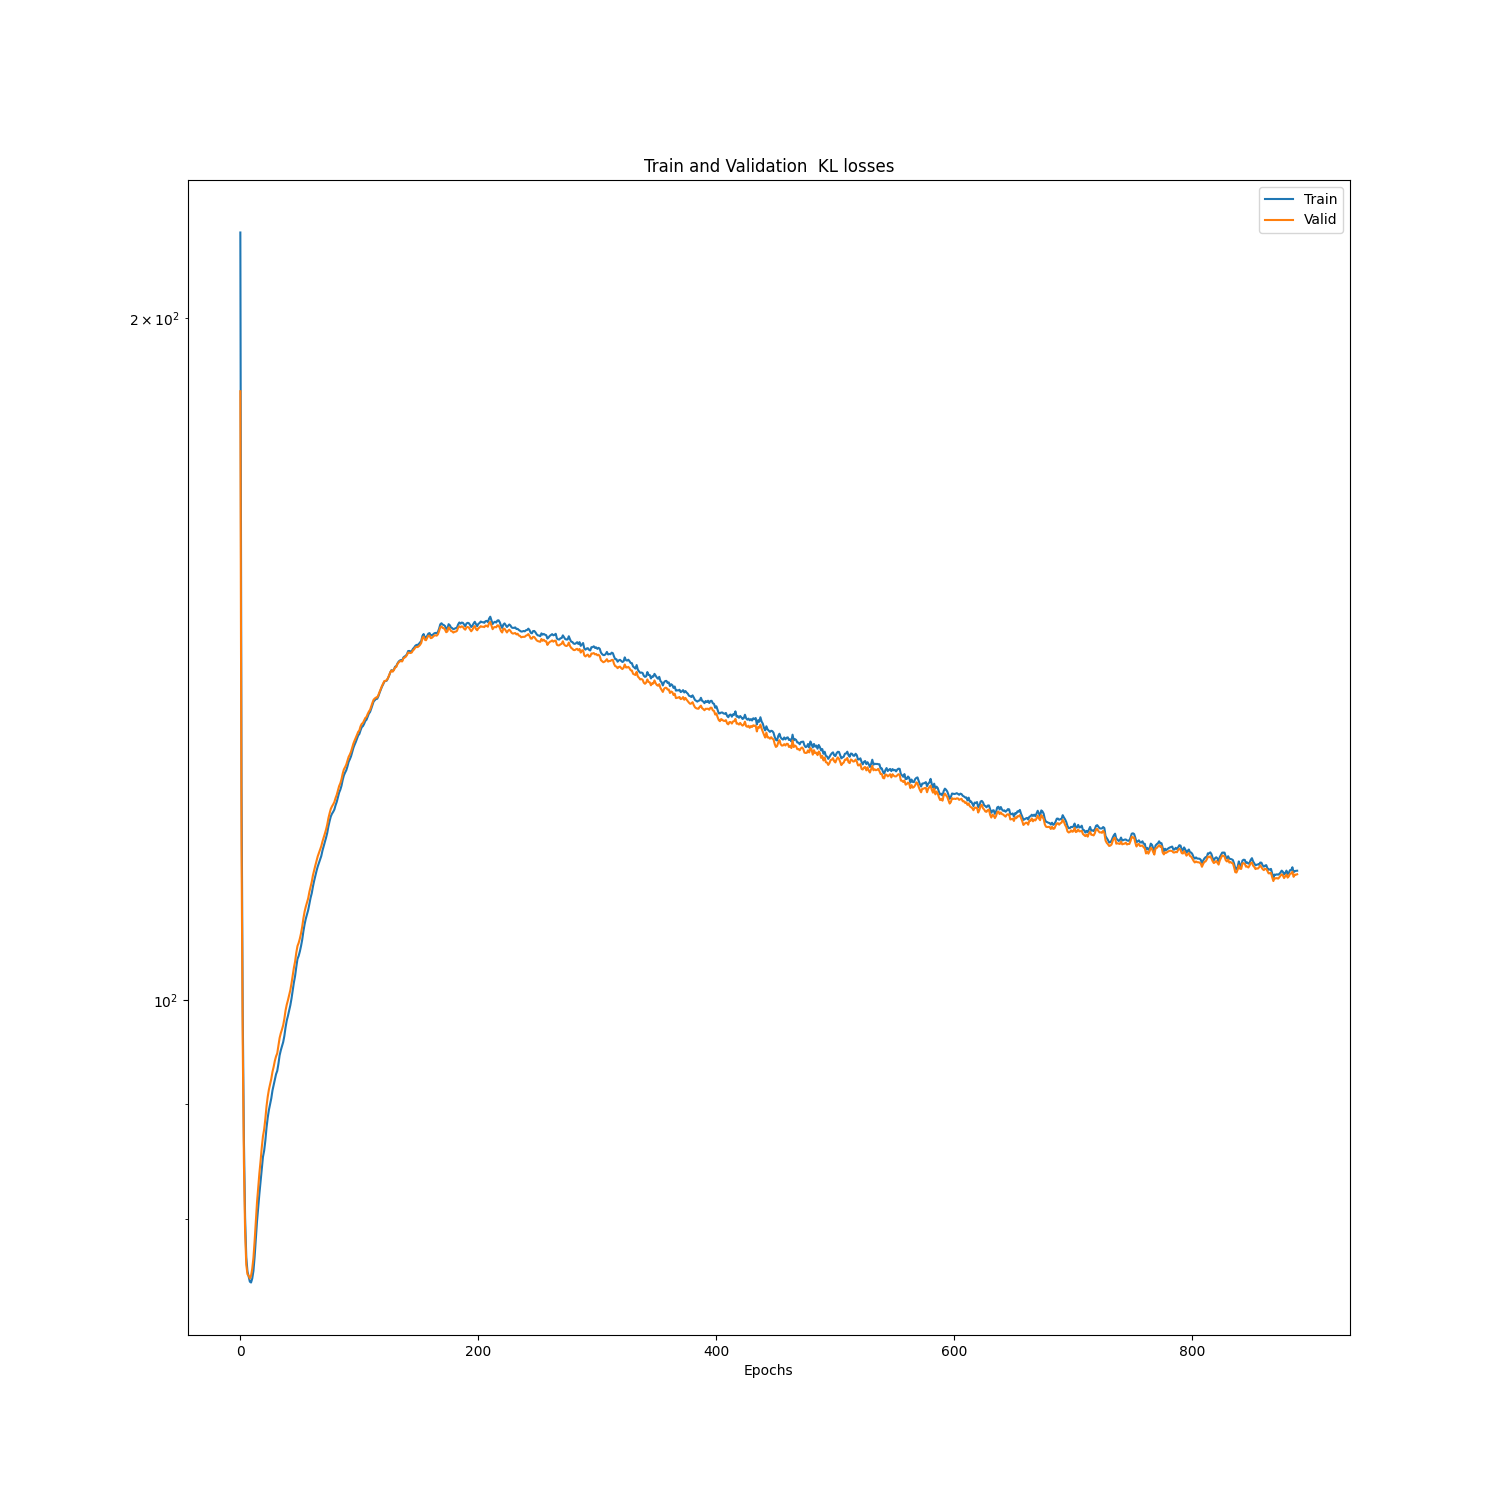 Train and Validation  KL losses
Train
Valid
2 × 10²
10²
0 200 400 600 800
Epochs